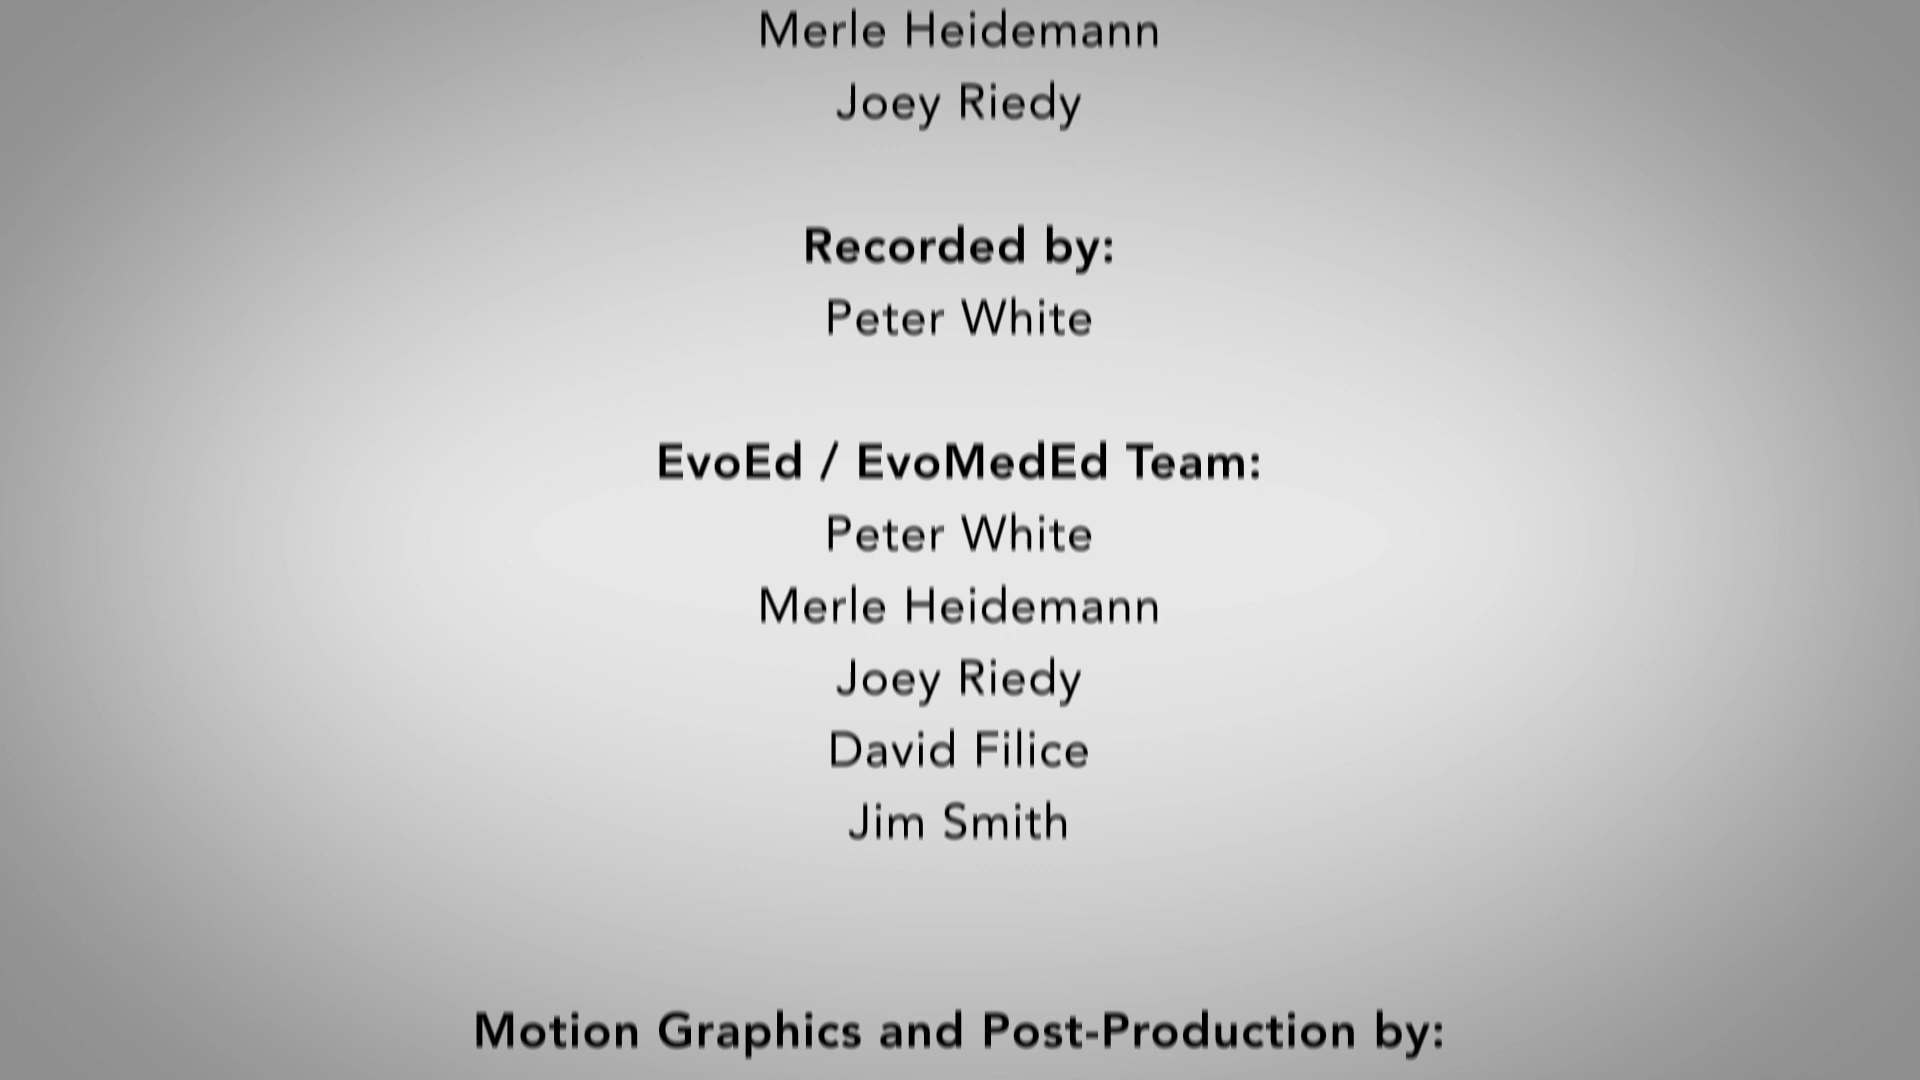 Merle Heidemann
Joey Riedy
Recorded by:
Peter White
EvoEd / EvoMedEd Team:
Peter White
Merle Heidemann
Joey Riedy
David Filice
Jim Smith
Motion Graphics and Post-Production by: